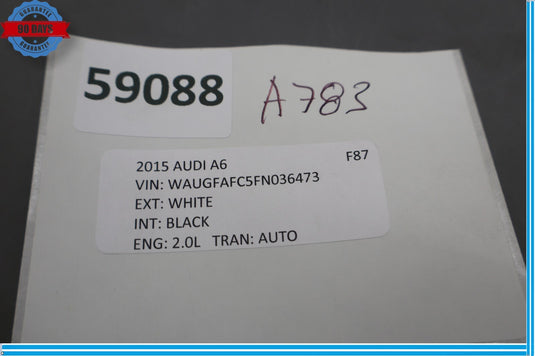 GUARANTEE
90 DAYS
GUARANTEE
59088
A783
2015 AUDI A6 F87
VIN: WAUGFAFC5FN036473
EXT: WHITE
INT: BLACK
ENG: 2.0L TRAN: AUTO